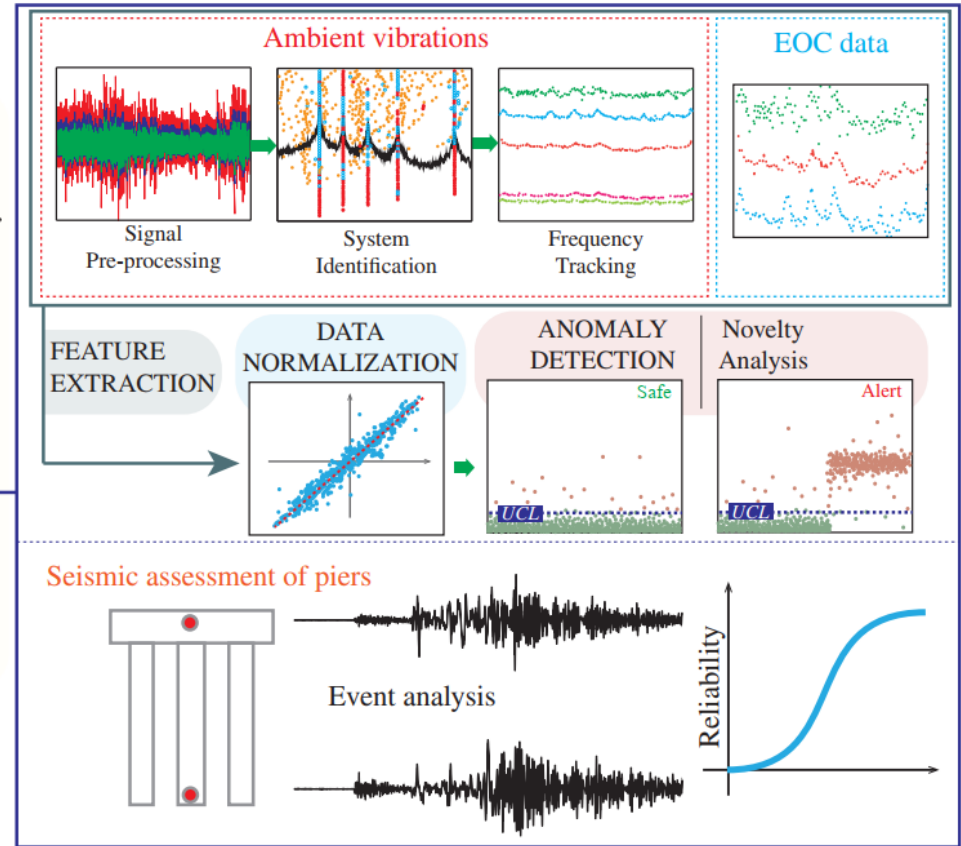 Ambient vibrations
EOC data
Signal
Pre-processing
System
Identification
Frequency
Tracking
FEATURE
EXTRACTION
DATA
NORMALIZATION
ANOMALY
DETECTION
Novelty
Analysis
Safe
Alert
UCL
UCL
Seismic assessment of piers
Event analysis
Reliability